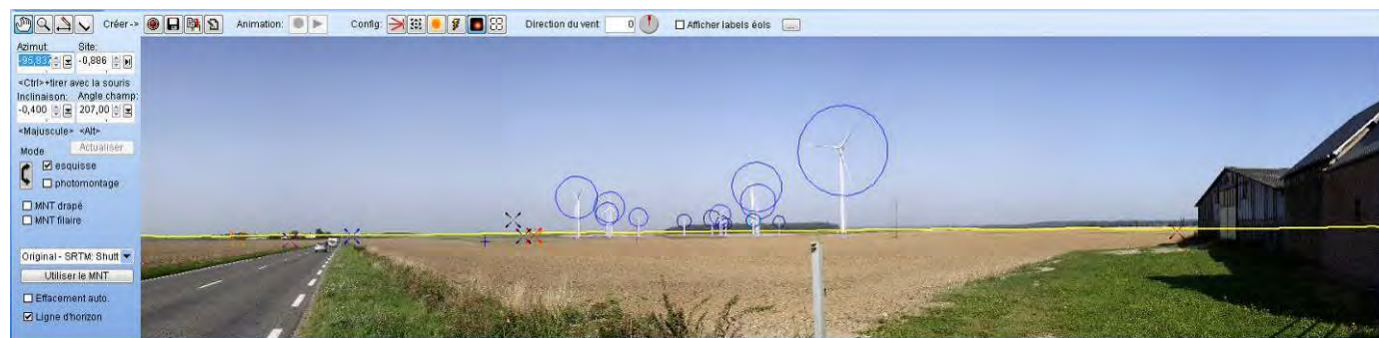 Créer-> Animation: Config: Direction du vent: 0 Afficher labels éols ...
Azimut: Site:
-95,837 -0,886
<Ctrl>+tirer avec la souris
Inclinaison: Angle champ:
-0,400 207,00
<Majuscule> <Alt>
Mode Actualiser
esquisse
photomontage
MNT drapé
MNT filaire
Original - SRTM: Shutt
Utiliser le MNT
Effacement auto.
Ligne d'horizon